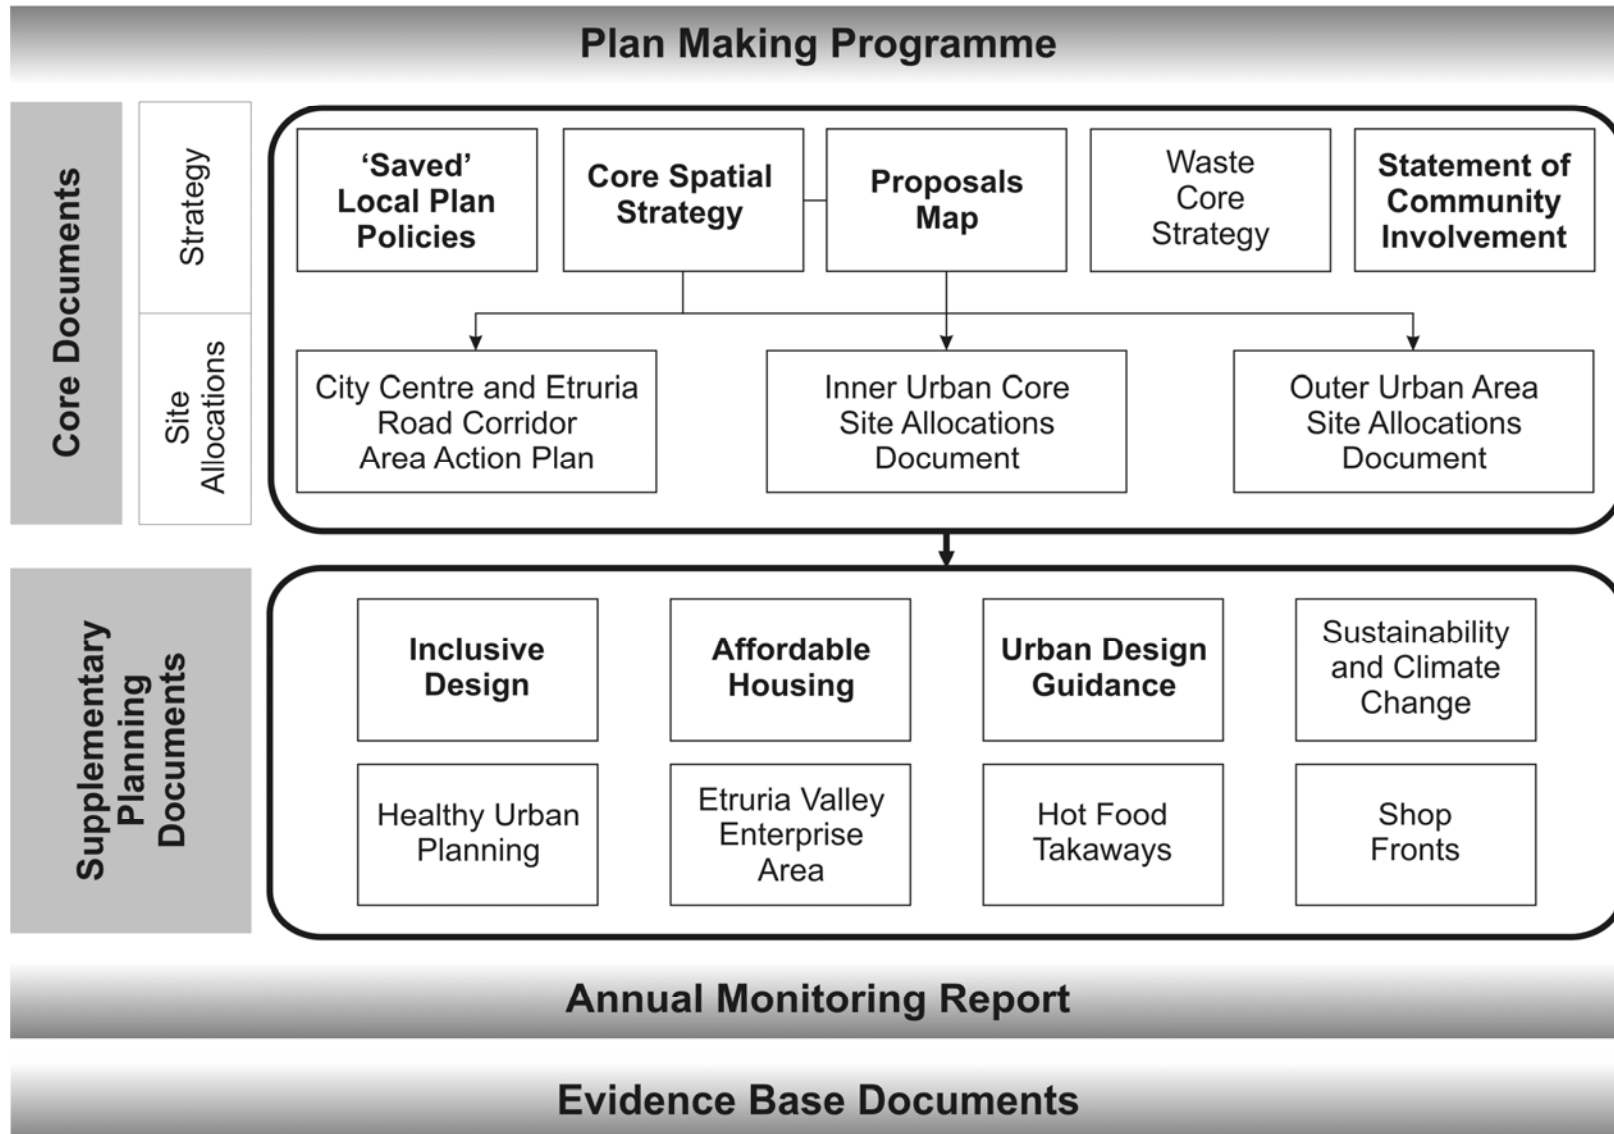 Plan Making Programme
Core Documents
Strategy
‘Saved’
Local Plan
Policies
Core Spatial
Strategy
Proposals
Map
Waste
Core
Strategy
Statement of
Community
Involvement
Site
Allocations
City Centre and Etruria
Road Corridor
Area Action Plan
Inner Urban Core
Site Allocations
Document
Outer Urban Area
Site Allocations
Document
Supplementary
Planning
Documents
Inclusive
Design
Affordable
Housing
Urban Design
Guidance
Sustainability
and Climate
Change
Healthy Urban
Planning
Etruria Valley
Enterprise
Area
Hot Food
Takaways
Shop
Fronts
Annual Monitoring Report
Evidence Base Documents